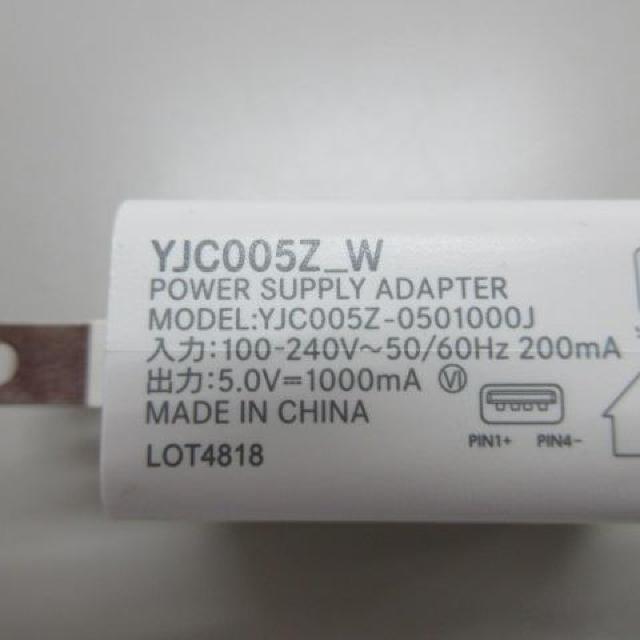 YJC005Z_W
POWER SUPPLY ADAPTER
MODEL:YJC005Z-0501000J
入力:100-240V～50/60Hz 200mA
出力:5.0V⎓1000mA ⓋI
MADE IN CHINA
PIN1+ PIN4-
LOT4818